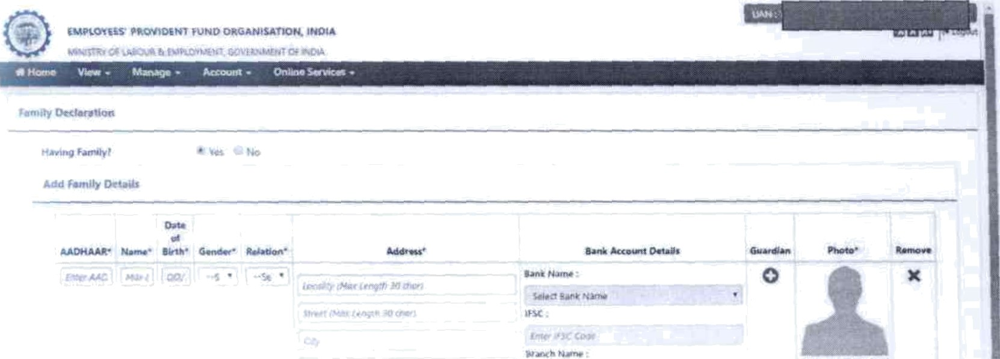 UAN :
EMPLOYEES' PROVIDENT FUND ORGANISATION, INDIA
Logout
MINISTRY OF LABOUR & EMPLOYMENT, GOVERNMENT OF INDIA
Home View Manage Account Online Services
Family Declaration
Having Family? Yes No
Add Family Details
AADHAAR* Name* Date of Birth* Gender* Relation* Address* Bank Account Details Guardian Photo* Remove
Enter AAD DD/ --S --Se
Locality (Max Length 30 char)
Street (Max Length 30 char)
City
Bank Name :
Select Bank Name
IFSC :
Enter IFSC Code
Branch Name :